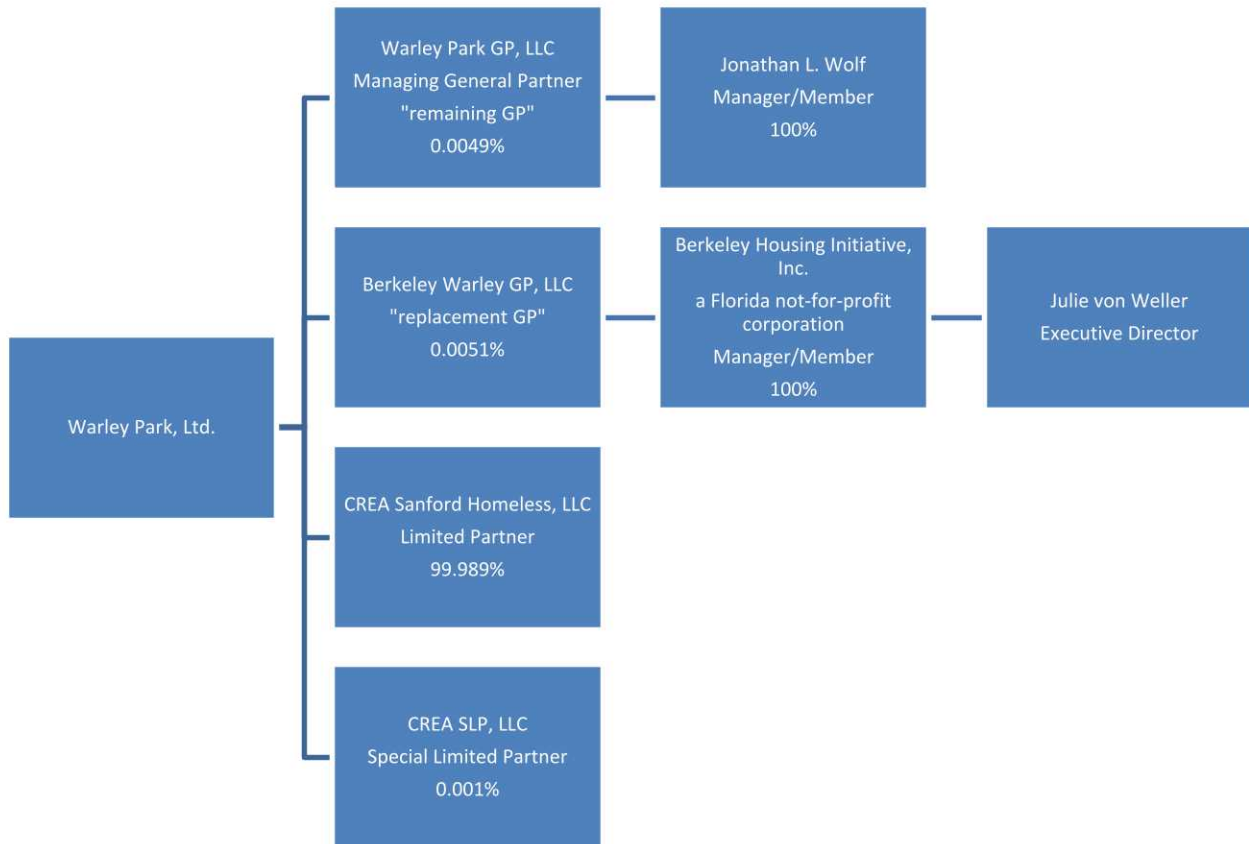 Warley Park GP, LLC
Managing General Partner
"remaining GP"
0.0049%
Jonathan L. Wolf
Manager/Member
100%
Berkeley Warley GP, LLC
"replacement GP"
0.0051%
Berkeley Housing Initiative,
Inc.
a Florida not-for-profit
corporation
Manager/Member
100%
Julie von Weller
Executive Director
Warley Park, Ltd.
CREA Sanford Homeless, LLC
Limited Partner
99.989%
CREA SLP, LLC
Special Limited Partner
0.001%